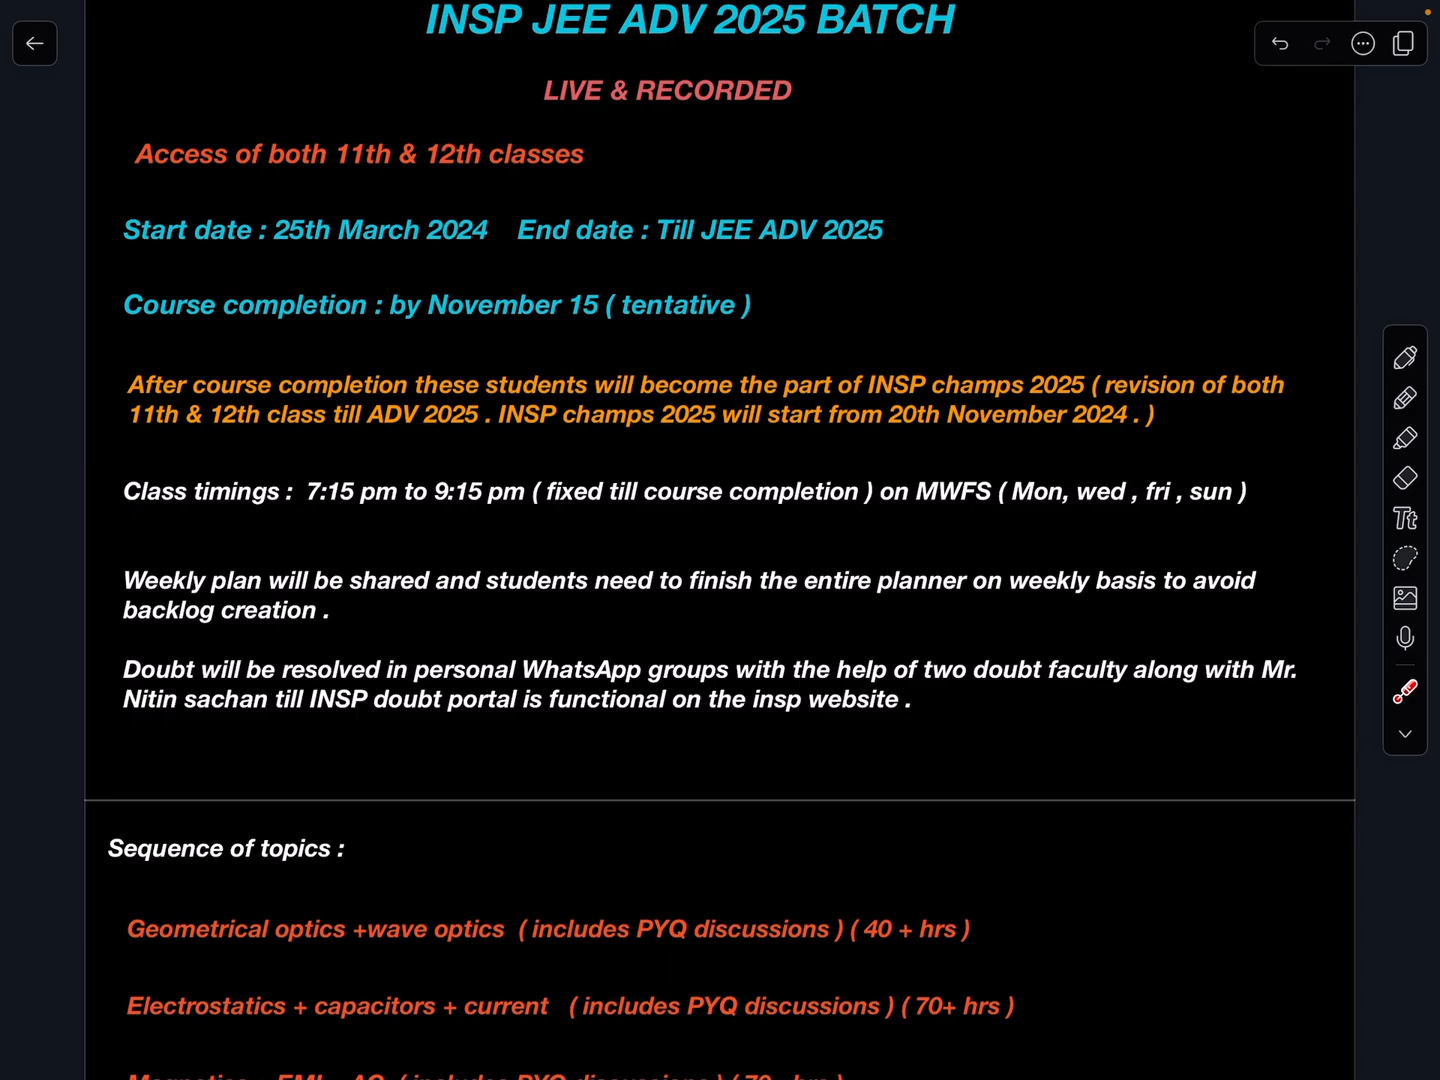 INSP JEE ADV 2025 BATCH
LIVE & RECORDED
Access of both 11th & 12th classes
Start date : 25th March 2024 End date : Till JEE ADV 2025
Course completion : by November 15 ( tentative )
After course completion these students will become the part of INSP champs 2025 ( revision of both
11th & 12th class till ADV 2025 . INSP champs 2025 will start from 20th November 2024 . )
Class timings : 7:15 pm to 9:15 pm ( fixed till course completion ) on MWFS ( Mon, wed , fri , sun )
Weekly plan will be shared and students need to finish the entire planner on weekly basis to avoid
backlog creation .
Doubt will be resolved in personal WhatsApp groups with the help of two doubt faculty along with Mr.
Nitin sachan till INSP doubt portal is functional on the insp website .
Tt
Sequence of topics :
Geometrical optics +wave optics ( includes PYQ discussions ) ( 40 + hrs )
Electrostatics + capacitors + current ( includes PYQ discussions ) ( 70+ hrs )